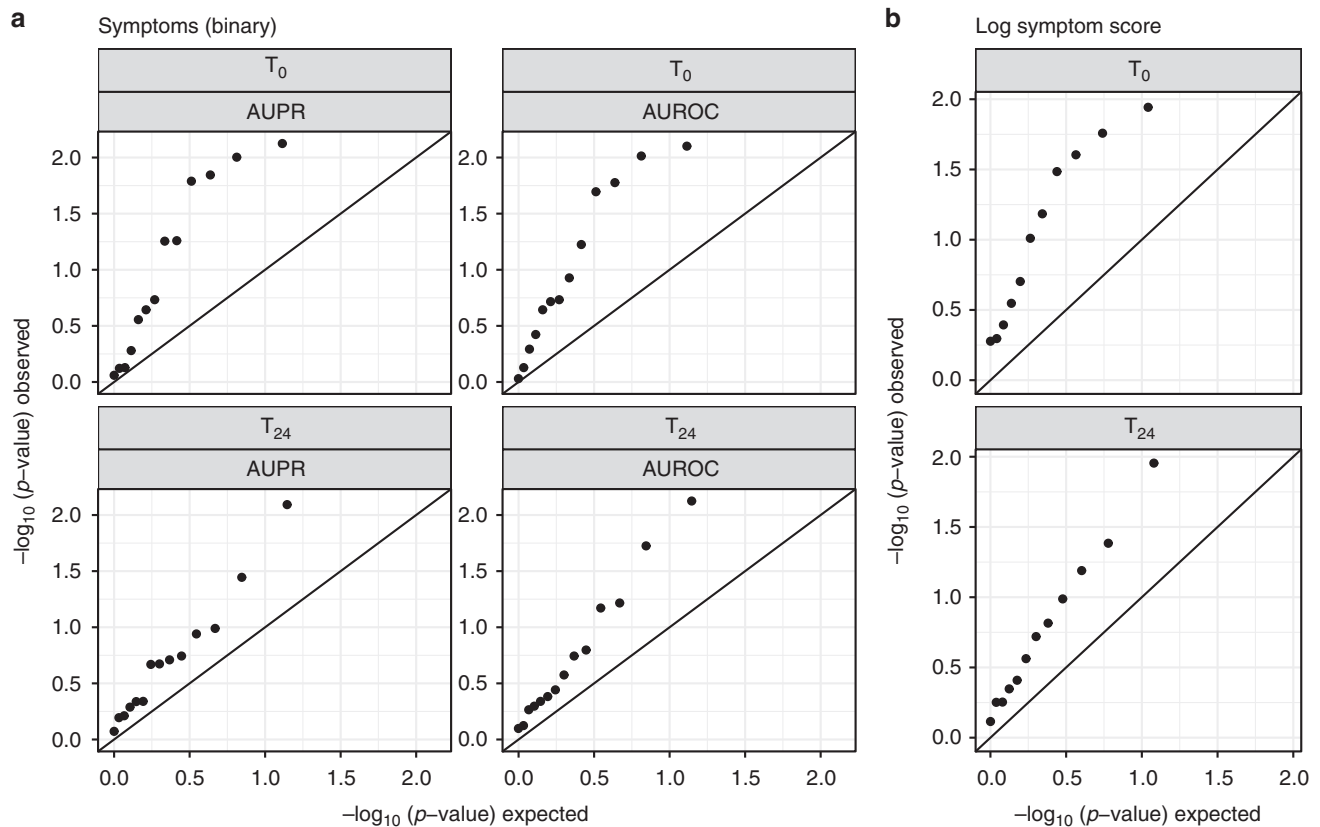 a
Symptoms (binary)
b
Log symptom score
T0
T0
T0
AUPR
AUROC
2.0
1.5
1.0
0.5
0.0
2.0
1.5
1.0
0.5
0.0
2.0
1.5
1.0
0.5
0.0
–log10 (p–value) observed
–log10 (p–value) observed
T24
T24
T24
AUPR
AUROC
2.0
1.5
1.0
0.5
0.0
2.0
1.5
1.0
0.5
0.0
2.0
1.5
1.0
0.5
0.0
0.0 0.5 1.0 1.5 2.0
0.0 0.5 1.0 1.5 2.0
0.0 0.5 1.0 1.5 2.0
–log10 (p–value) expected
–log10 (p–value) expected